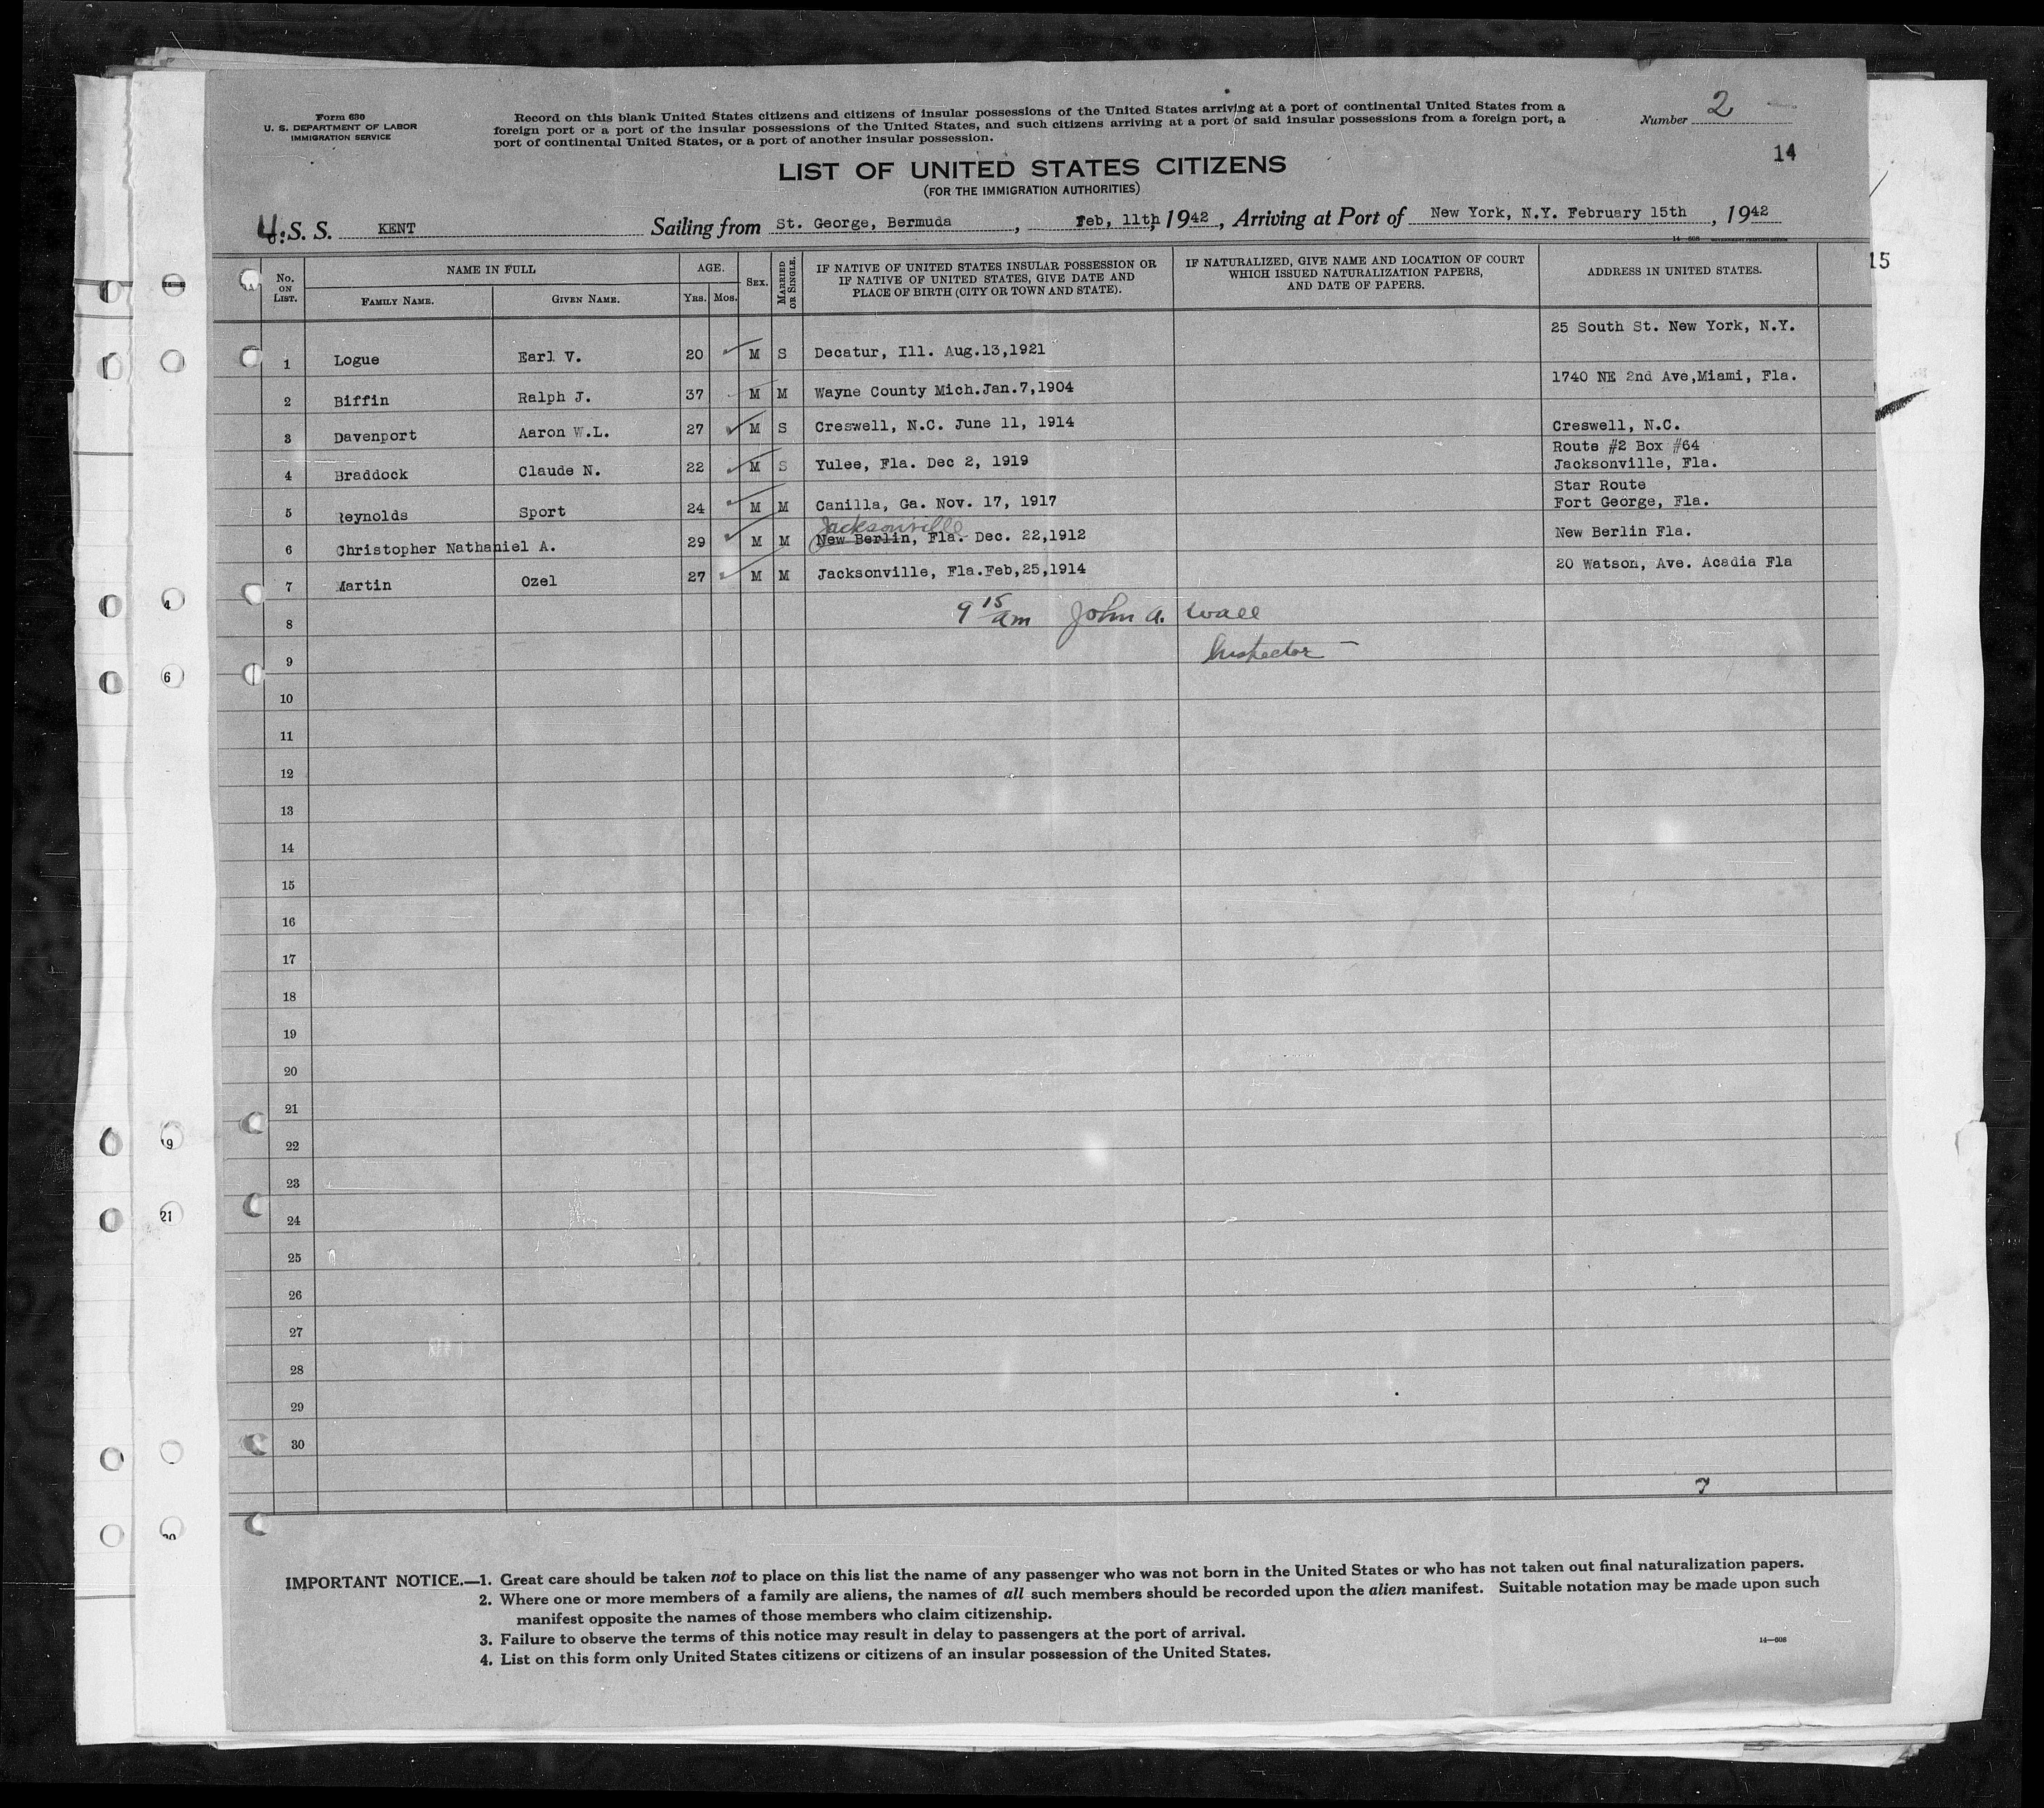 Form 630
U. S. DEPARTMENT OF LABOR
IMMIGRATION SERVICE
Record on this blank United States citizens and citizens of insular possessions of the United States arriving at a port of continental United States from a
foreign port or a port of the insular possessions of the United States, and such citizens arriving at a port of said insular possessions from a foreign port, a
port of continental United States, or a port of another insular possession.
Number 2
14
LIST OF UNITED STATES CITIZENS
(FOR THE IMMIGRATION AUTHORITIES)
U.S. S. KENT Sailing from St. George, Bermuda, Feb, 11th, 1942, Arriving at Port of New York, N.Y. February 15th, 1942
15
No. ON LIST. NAME IN FULL AGE. SEX. MARRIED OR SINGLE. IF NATIVE OF UNITED STATES INSULAR POSSESSION OR IF NATIVE OF UNITED STATES, GIVE DATE AND PLACE OF BIRTH (CITY OR TOWN AND STATE). IF NATURALIZED, GIVE NAME AND LOCATION OF COURT WHICH ISSUED NATURALIZATION PAPERS, AND DATE OF PAPERS. ADDRESS IN UNITED STATES.
FAMILY NAME. GIVEN NAME. YRS. MOS.
25 South St. New York, N.Y.
1 Logue Earl V. 20 M S Decatur, Ill. Aug.13,1921
1740 NE 2nd Ave,Miami, Fla.
2 Biffin Ralph J. 37 M M Wayne County Mich.Jan.7,1904
3 Davenport Aaron W.L. 27 M S Creswell, N.C. June 11, 1914 Creswell, N.C.
Route #2 Box #64
4 Braddock Claude N. 22 M S Yulee, Fla. Dec 2, 1919 Jacksonville, Fla.
Star Route
5 Reynolds Sport 24 M M Canilla, Ga. Nov. 17, 1917 Fort George, Fla.
Jacksonville
6 Christopher Nathaniel A. 29 M M New Berlin, Fla. Dec. 22,1912 New Berlin Fla.
7 Martin Ozel 27 M M Jacksonville, Fla.Feb,25,1914 20 Watson, Ave. Acadia Fla
8 9 15 am John A. Wall
9 Inspector
10
11
12
13
14
15
16
17
18
19
20
21
22
23
24
25
26
27
28
29
30
7
IMPORTANT NOTICE.—1. Great care should be taken not to place on this list the name of any passenger who was not born in the United States or who has not taken out final naturalization papers.
2. Where one or more members of a family are aliens, the names of all such members should be recorded upon the alien manifest. Suitable notation may be made upon such
manifest opposite the names of those members who claim citizenship.
3. Failure to observe the terms of this notice may result in delay to passengers at the port of arrival.
4. List on this form only United States citizens or citizens of an insular possession of the United States.
14—608